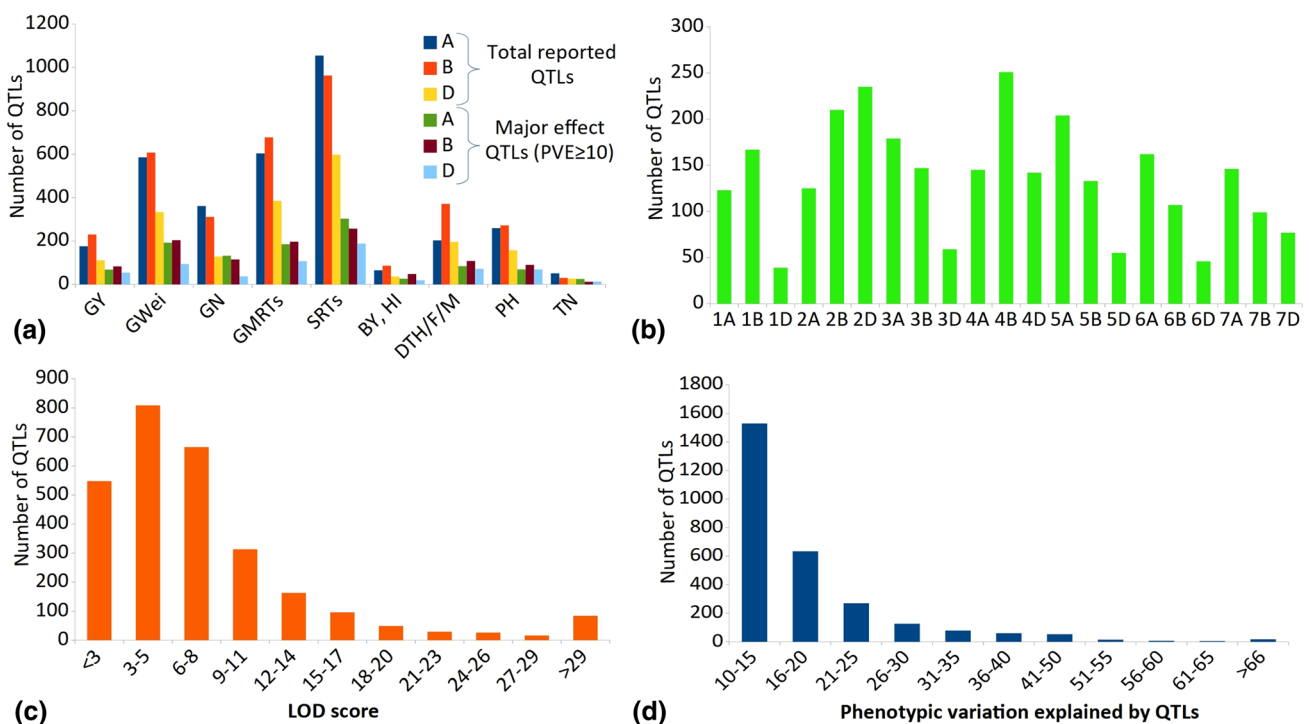 1200
1000
800
600
400
200
0
Number of QTLs
A
B
D
Total reported
QTLs
A
B
D
Major effect
QTLs (PVE≥10)
GY
GWei
GN
GMRTs
SRTs
BY, HI
DTH/F/M
PH
TN
(a)
300
250
200
150
100
50
0
Number of QTLs
1A 1B 1D 2A 2B 2D 3A 3B 3D 4A 4B 4D 5A 5B 5D 6A 6B 6D 7A 7B 7D
(b)
900
800
700
600
500
400
300
200
100
0
Number of QTLs
<3
3-5
6-8
9-11
12-14
15-17
18-20
21-23
24-26
27-29
>29
(c)
LOD score
1800
1600
1400
1200
1000
800
600
400
200
0
Number of QTLs
10-15
16-20
21-25
26-30
31-35
36-40
41-50
51-55
56-60
61-65
>66
(d)
Phenotypic variation explained by QTLs